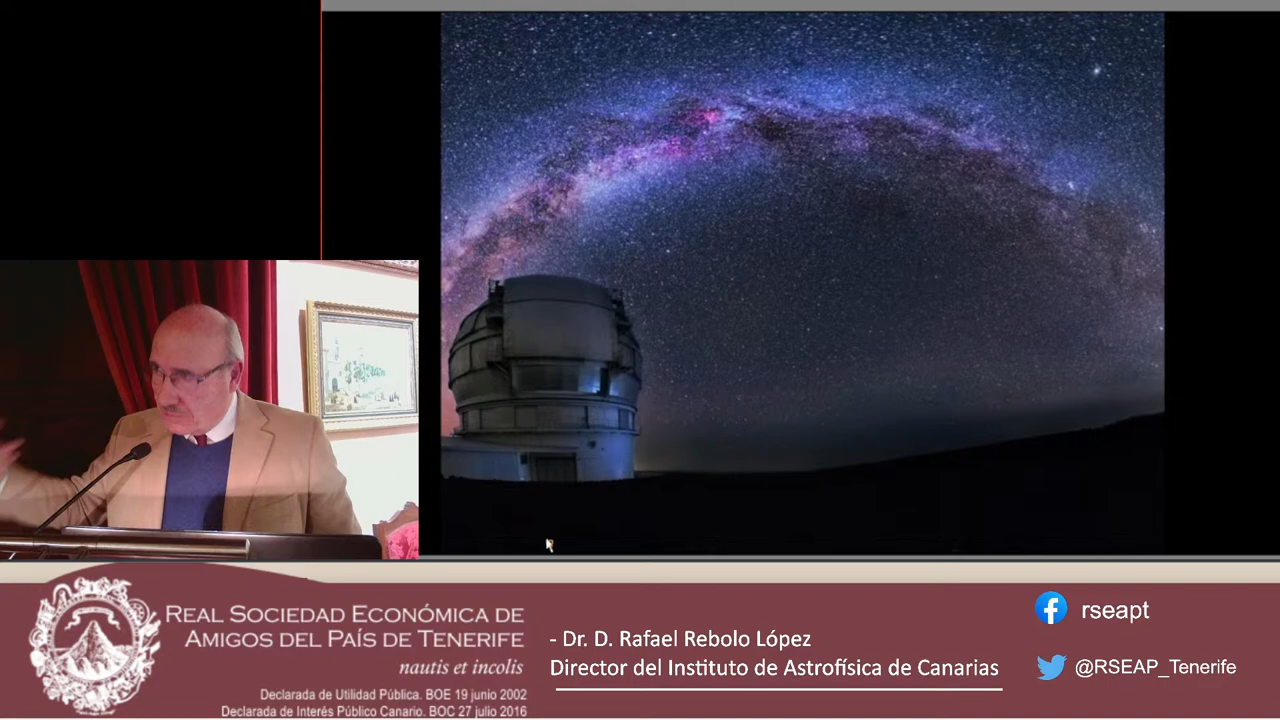 REAL SOCIEDAD ECONÓMICA DE
AMIGOS DEL PAÍS DE TENERIFE
nautis et incolis
Declarada de Utilidad Pública. BOE 19 junio 2002
Declarada de Interés Público Canario. BOC 27 julio 2016
- Dr. D. Rafael Rebolo López
Director del Instituto de Astrofísica de Canarias
rseapt
@RSEAP_Tenerife